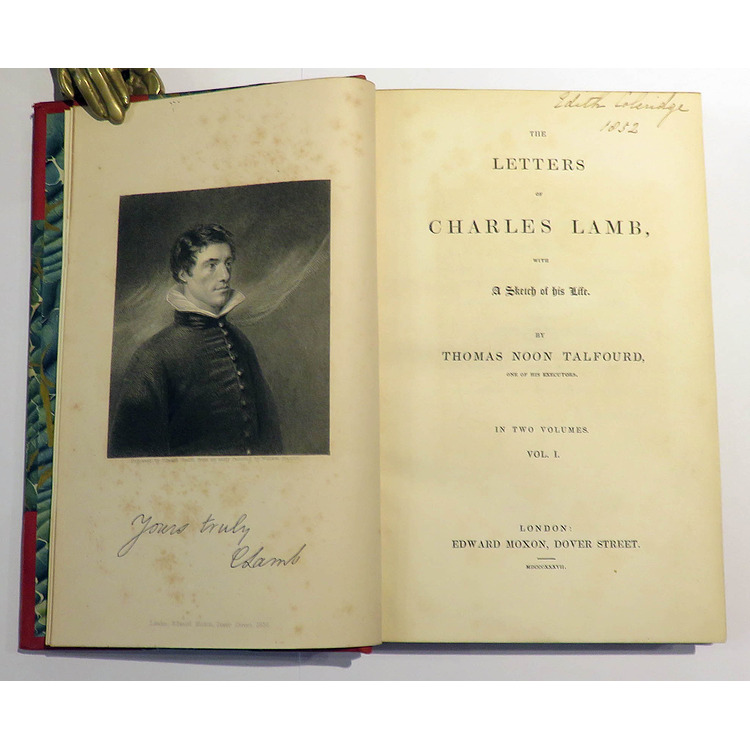 Yours truly
CLamb
Edith Coleridge
1852
THE
LETTERS
OF
CHARLES LAMB,
WITH
A Sketch of his Life.
BY
THOMAS NOON TALFOURD,
ONE OF HIS EXECUTORS.
IN TWO VOLUMES.
VOL. I.
LONDON:
EDWARD MOXON, DOVER STREET.
MDCCCXXXVII.